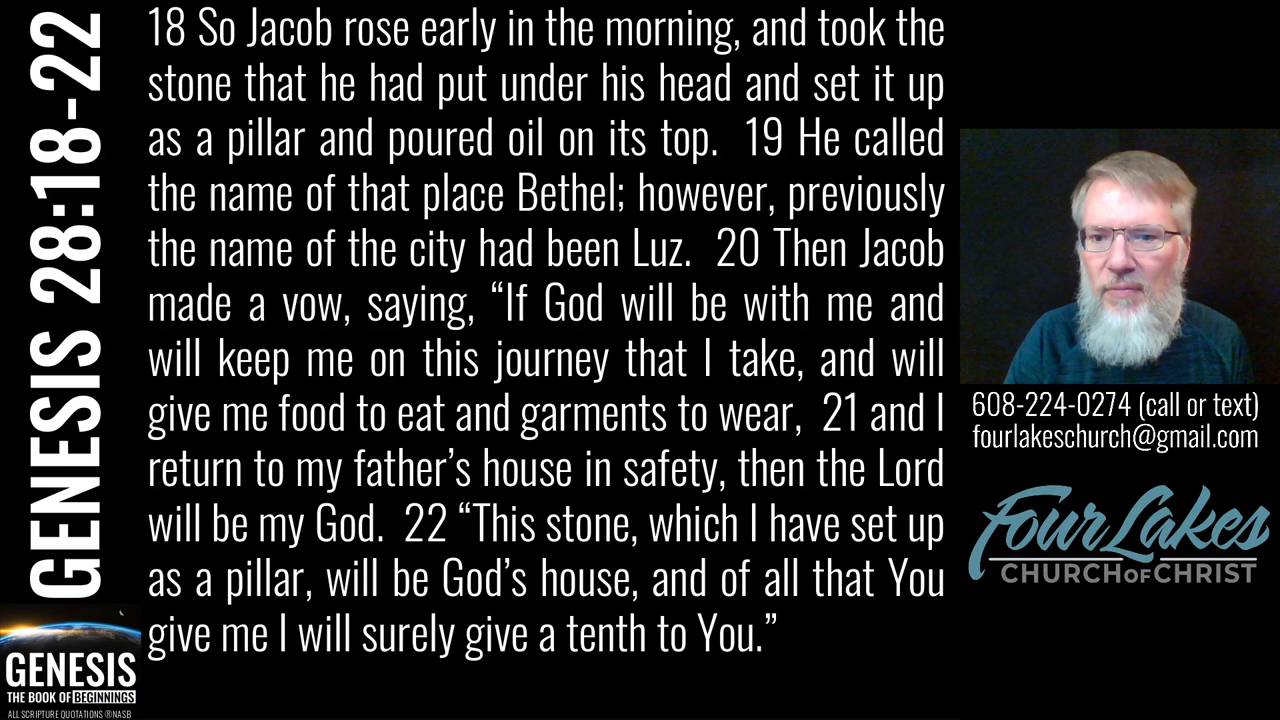 GENESIS 28:18-22
18 So Jacob rose early in the morning, and took the
stone that he had put under his head and set it up
as a pillar and poured oil on its top.  19 He called
the name of that place Bethel; however, previously
the name of the city had been Luz.  20 Then Jacob
made a vow, saying, “If God will be with me and
will keep me on this journey that I take, and will
give me food to eat and garments to wear,  21 and I
return to my father’s house in safety, then the Lord
will be my God.  22 “This stone, which I have set up
as a pillar, will be God’s house, and of all that You
give me I will surely give a tenth to You.”
608-224-0274 (call or text)
fourlakeschurch@gmail.com
Four Lakes
CHURCH OF CHRIST
GENESIS
THE BOOK OF BEGINNINGS
ALL SCRIPTURE QUOTATIONS ®NASB